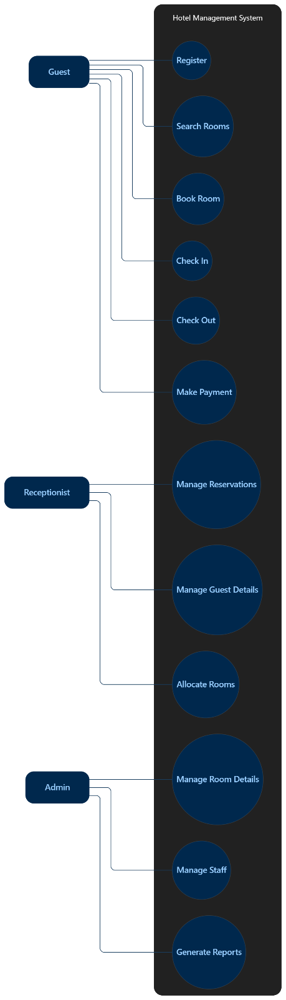 Hotel Management System
Guest
Register
Search Rooms
Book Room
Check In
Check Out
Make Payment
Receptionist
Manage Reservations
Manage Guest Details
Allocate Rooms
Admin
Manage Room Details
Manage Staff
Generate Reports